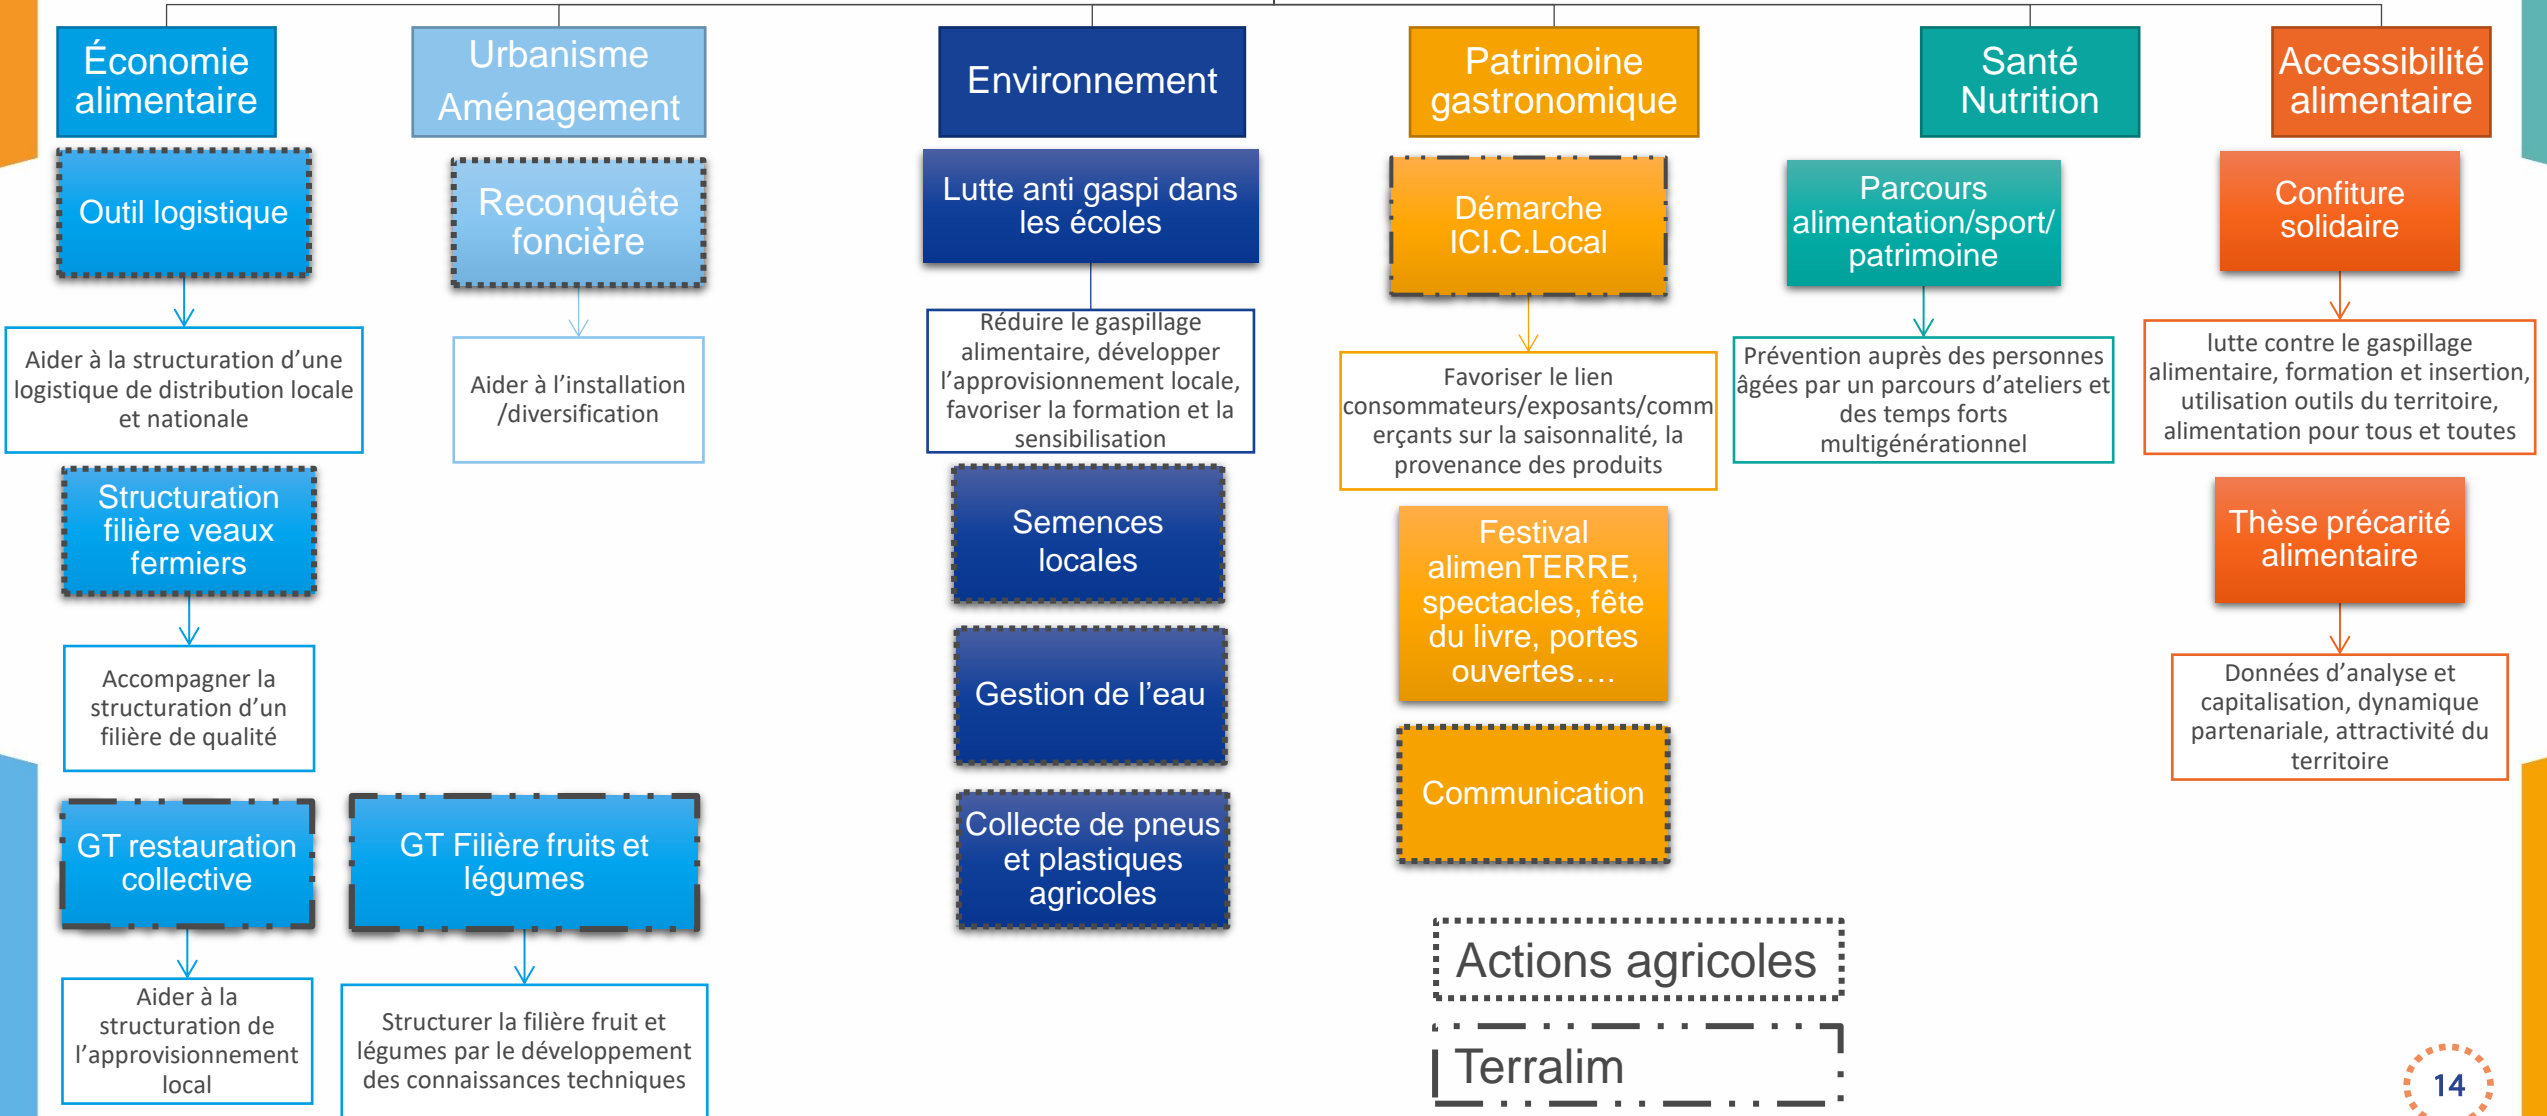 Économie
alimentaire
Urbanisme
Aménagement
Environnement
Patrimoine
gastronomique
Santé
Nutrition
Accessibilité
alimentaire
Outil logistique
Aider à la structuration d’une
logistique de distribution locale
et nationale
Structuration
filière veaux
fermiers
Accompagner la
structuration d’un
filière de qualité
GT restauration
collective
Aider à la
structuration de
l’approvisionnement
local
GT Filière fruits et
légumes
Structurer la filière fruit et
légumes par le développement
des connaissances techniques
Reconquête
foncière
Aider à l’installation
/diversification
Lutte anti gaspi dans
les écoles
Réduire le gaspillage
alimentaire, développer
l’approvisionnement locale,
favoriser la formation et la
sensibilisation
Semences
locales
Gestion de l’eau
Collecte de pneus
et plastiques
agricoles
Démarche
ICI.C.Local
Favoriser le lien
consommateurs/exposants/comm
erçants sur la saisonnalité, la
provenance des produits
Festival
alimenTERRE,
spectacles, fête
du livre, portes
ouvertes….
Communication
Parcours
alimentation/sport/
patrimoine
Prévention auprès des personnes
âgées par un parcours d’ateliers et
des temps forts
multigénérationnel
Confiture
solidaire
lutte contre le gaspillage
alimentaire, formation et insertion,
utilisation outils du territoire,
alimentation pour tous et toutes
Thèse précarité
alimentaire
Données d’analyse et
capitalisation, dynamique
partenariale, attractivité du
territoire
Actions agricoles
Terralim
14